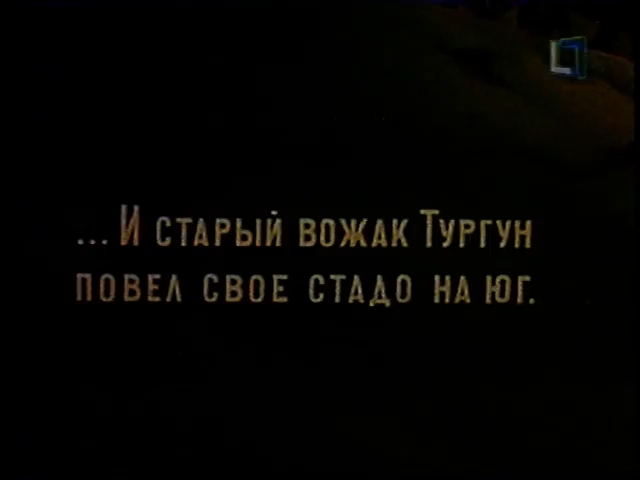 ...И СТАРЫЙ ВОЖАК ТУРГУН
ПОВЕЛ СВОЕ СТАДО НА ЮГ.